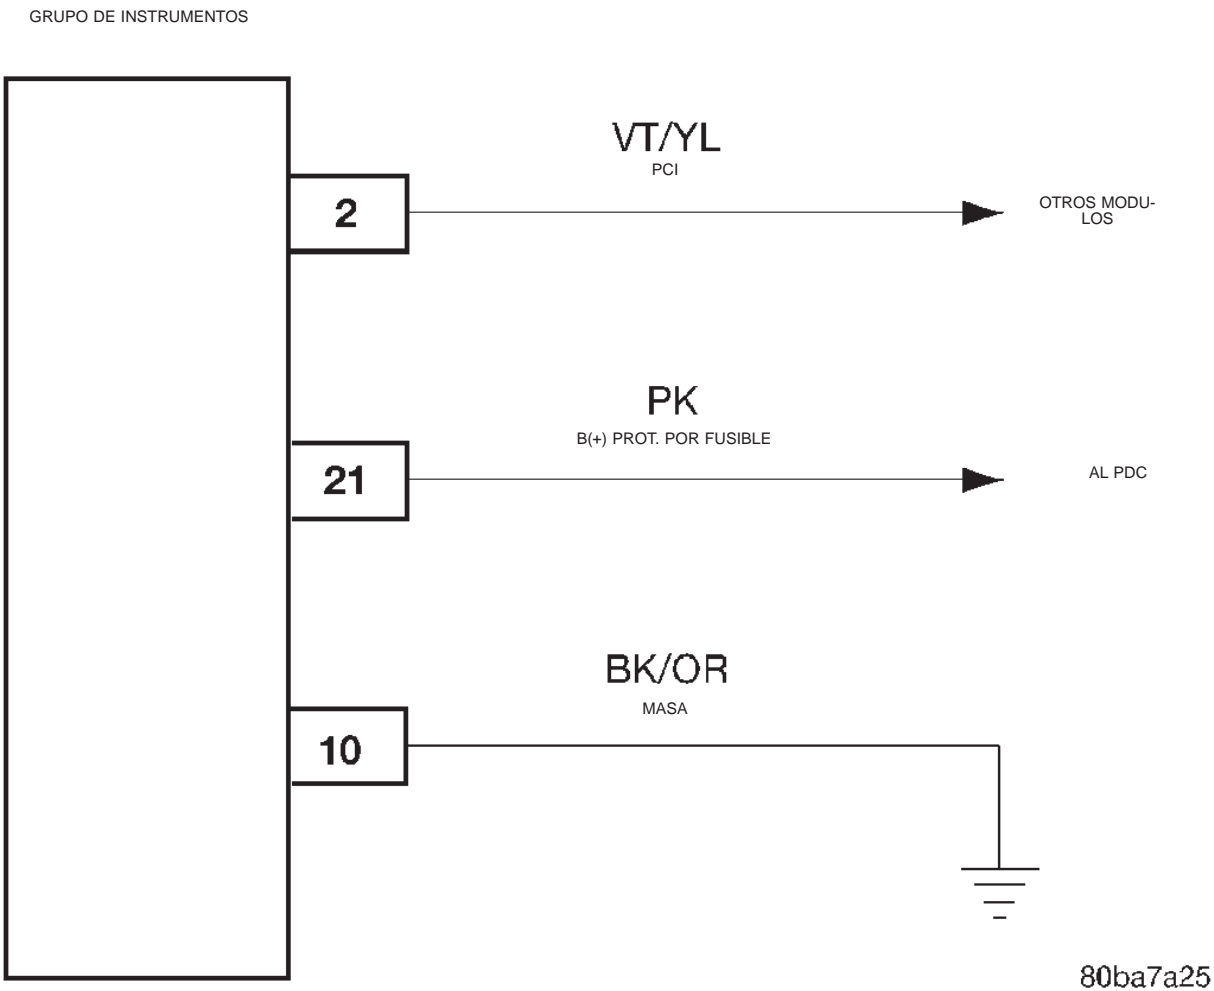 GRUPO DE INSTRUMENTOS
VT/YL
PCI
2
OTROS MODU-
LOS
PK
B(+) PROT. POR FUSIBLE
21
AL PDC
BK/OR
MASA
10
80ba7a25